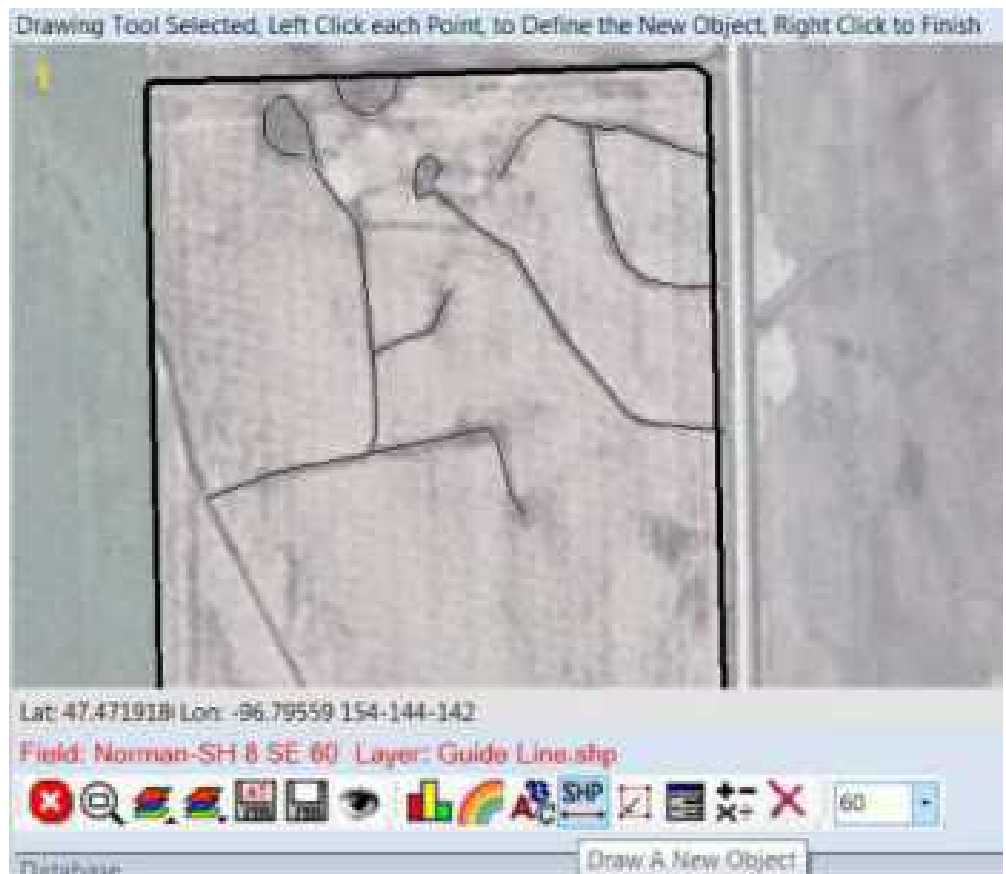 Drawing Tool Selected, Left Click each Point, to Define the New Object, Right Click to Finish
Lat: 47.471918 Lon: -96.79559 154-144-142
Field: Norman-SH 8 SE 60 Layer: Guide Line.shp
SHP
60
Draw A New Object
Database